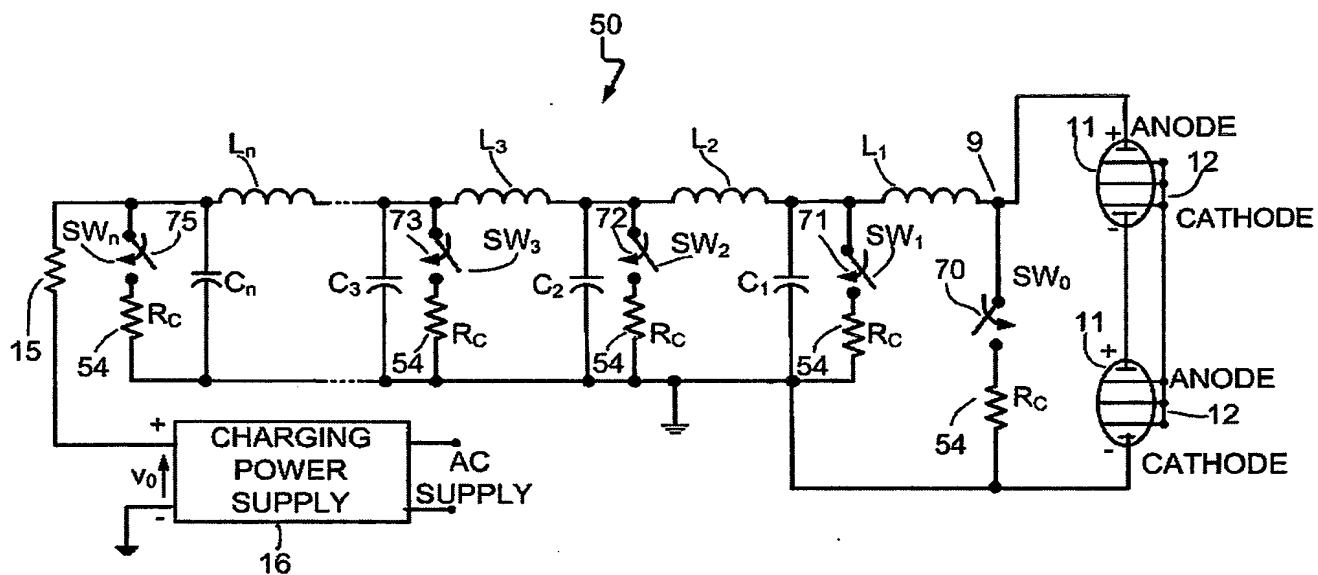 50
Ln
L3
L2
L1
9
11
+
ANODE
12
CATHODE
-
SWn
75
73
SW3
72
SW2
71
SW1
70
SW0
15
Cn
C3
C2
C1
RC
RC
RC
RC
RC
54
54
54
54
54
11
+
ANODE
12
-
CATHODE
+
v0
-
CHARGING
POWER
SUPPLY
AC
SUPPLY
16